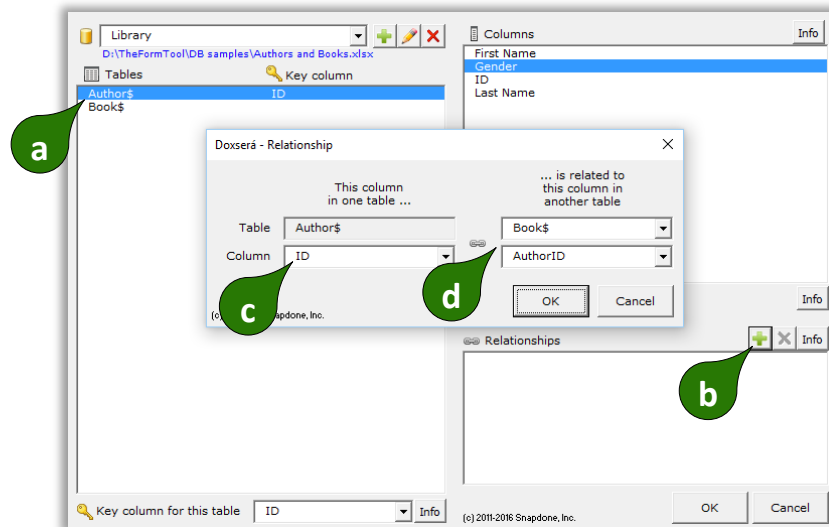 Library
D:\TheFormTool\DB samples\Authors and Books.xlsx
Tables Key column
Author$ ID
Book$
a
Columns Info
First Name
Gender
ID
Last Name
Doxserá - Relationship
This column
in one table ...
... is related to
this column in
another table
Table Author$ Book$
Column ID AuthorID
c
d
OK Cancel
(c) Snapdone, Inc.
Info
Relationships Info
b
Key column for this table ID Info
(c) 2011-2016 Snapdone, Inc.
OK Cancel